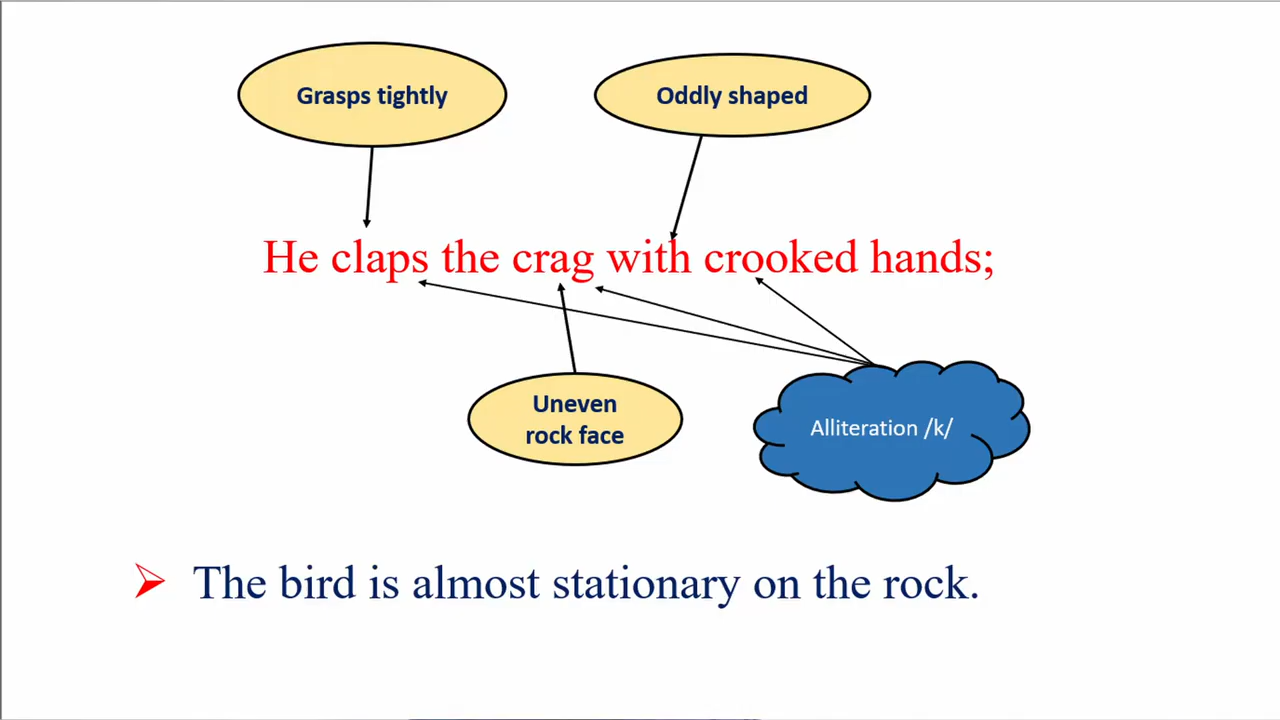 Grasps tightly
Oddly shaped
He claps the crag with crooked hands;
Uneven
rock face
Alliteration /k/
The bird is almost stationary on the rock.